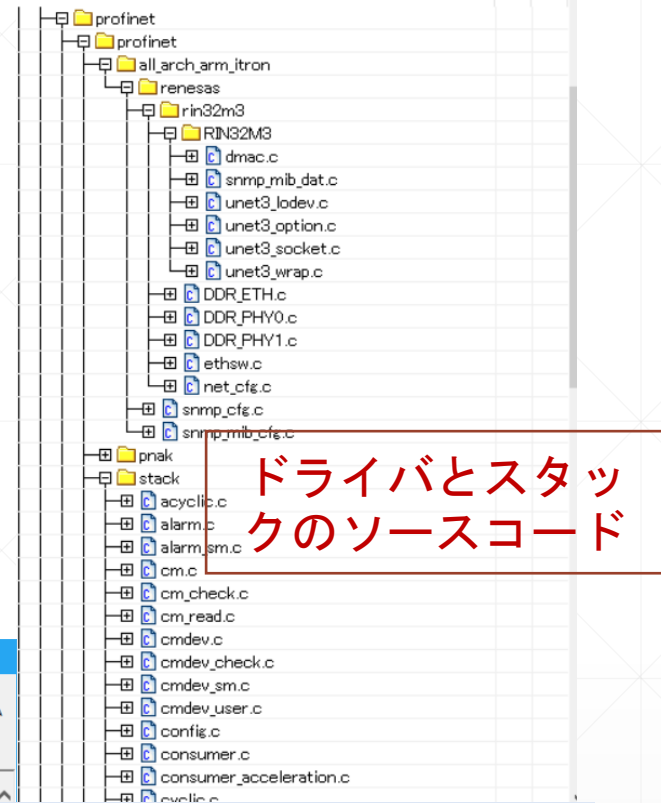 profinet
profinet
all_arch_arm_itron
renesas
rin32m3
RIN32M3
dmac.c
snmp_mib_dat.c
unet3_lodev.c
unet3_option.c
unet3_socket.c
unet3_wrap.c
DDR_ETH.c
DDR_PHY0.c
DDR_PHY1.c
ethsw.c
net_cfg.c
snmp_cfg.c
snmp_mib_cfg.c
pnak
stack
ドライバとスタッ
クのソースコード
acyclic.c
alarm.c
alarm_sm.c
cm.c
cm_check.c
cm_read.c
cmdev.c
cmdev_check.c
cmdev_sm.c
cmdev_user.c
config.c
consumer.c
consumer_acceleration.c
cyclic.c